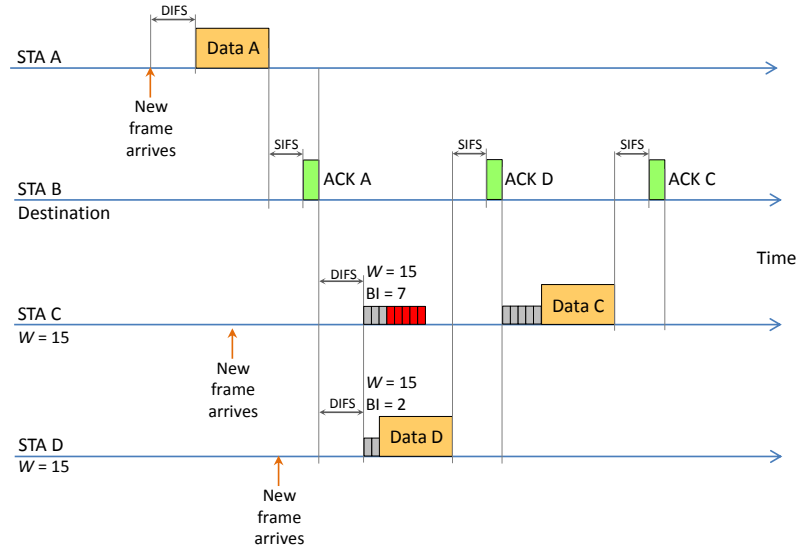 DIFS
Data A
STA A
New
frame
arrives
SIFS
SIFS
SIFS
ACK A
ACK D
ACK C
STA B
Destination
Time
DIFS
W = 15
BI = 7
Data C
STA C
W = 15
New
frame
arrives
W = 15
BI = 2
DIFS
Data D
STA D
W = 15
New
frame
arrives